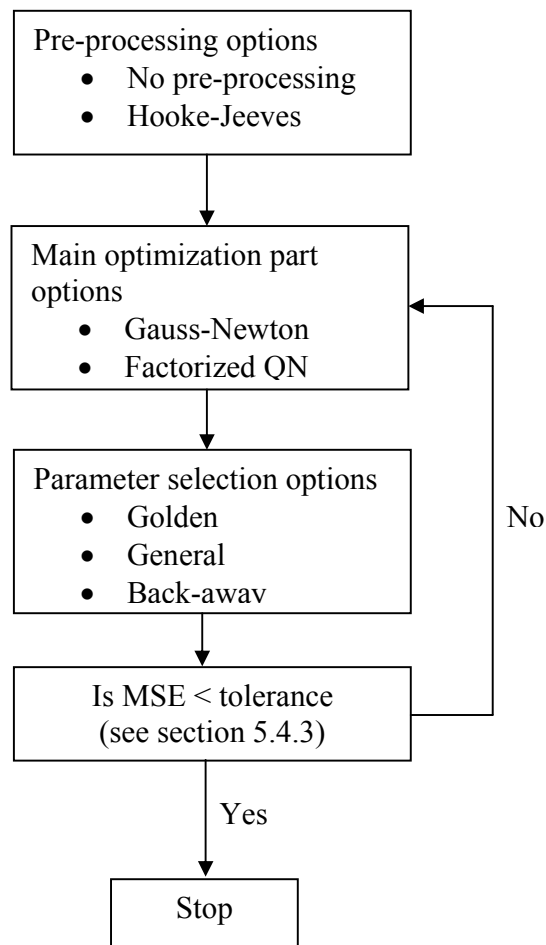 Pre-processing options
• No pre-processing
• Hooke-Jeeves
Main optimization part
options
• Gauss-Newton
• Factorized QN
Parameter selection options
• Golden
• General
• Back-away
No
Is MSE < tolerance
(see section 5.4.3)
Yes
Stop